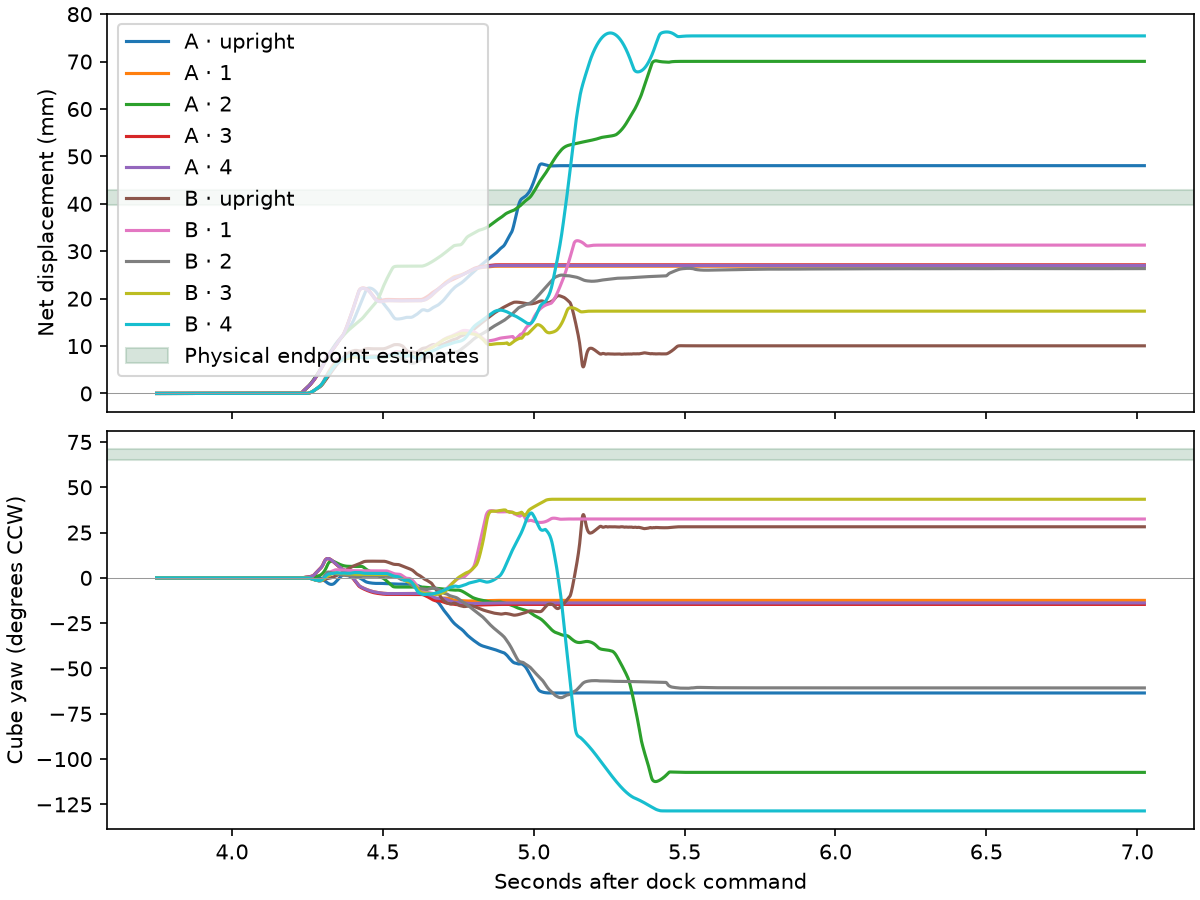 80
70
60
50
40
30
20
10
0
Net displacement (mm)
A · upright
A · 1
A · 2
A · 3
A · 4
B · upright
B · 1
B · 2
B · 3
B · 4
Physical endpoint estimates
75
50
25
0
−25
−50
−75
−100
−125
Cube yaw (degrees CCW)
4.0 4.5 5.0 5.5 6.0 6.5 7.0
Seconds after dock command